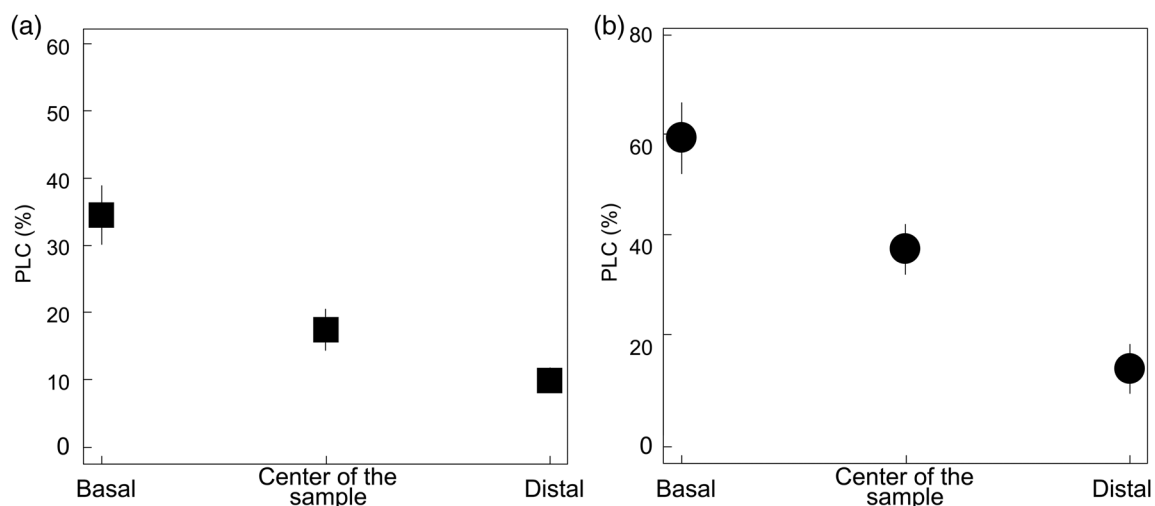 (a)
60
50
40
30
20
10
0
PLC (%)
Basal
Center of the
sample
Distal
(b)
80
60
40
20
0
PLC (%)
Basal
Center of the
sample
Distal